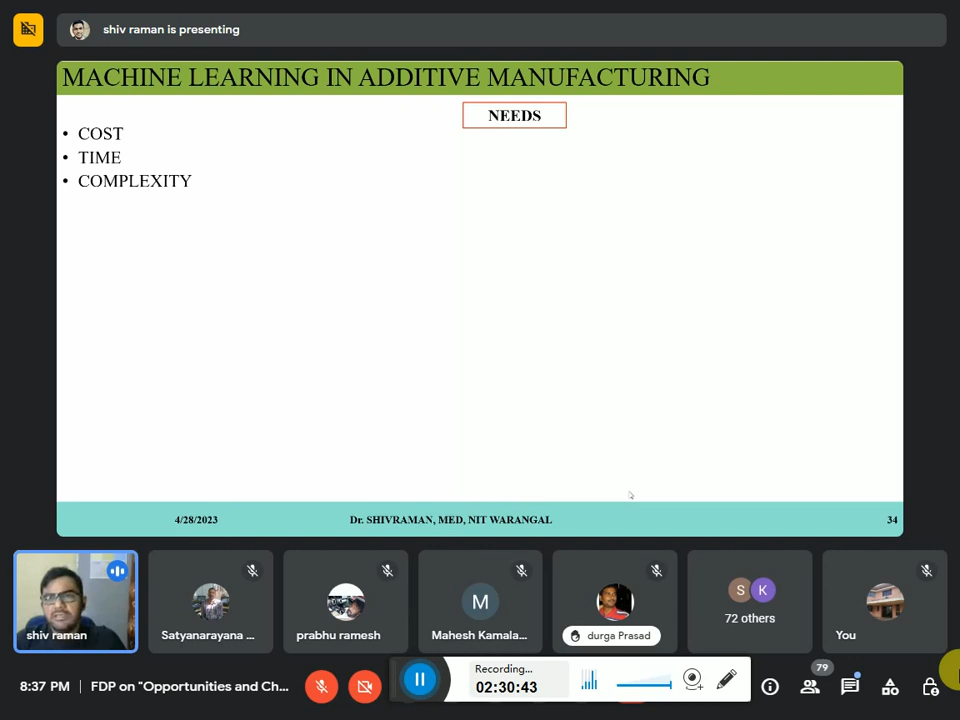 shiv raman is presenting
MACHINE LEARNING IN ADDITIVE MANUFACTURING
NEEDS
• COST
• TIME
• COMPLEXITY
4/28/2023 Dr. SHIVRAMAN, MED, NIT WARANGAL 34
shiv raman
Satyanarayana ...
prabhu ramesh
M
Mahesh Kamala...
durga Prasad
S K
72 others
You
8:37 PM | FDP on "Opportunities and Ch...
Recording...
02:30:43
79